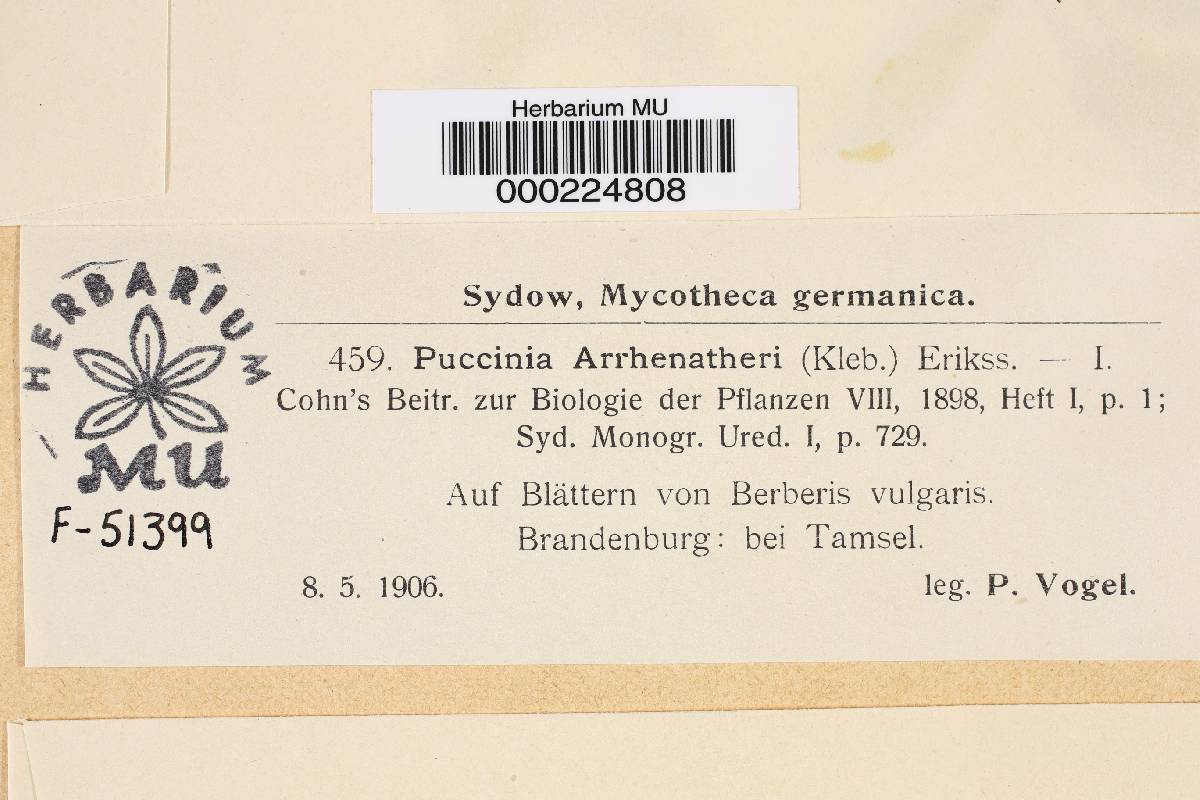 Herbarium MU
000224808
HERBARIUM
MU
F-51399
Sydow, Mycotheca germanica.
459. Puccinia Arrhenatheri (Kleb.) Erikss. — I.
Cohn's Beitr. zur Biologie der Pflanzen VIII, 1898, Heft I, p. 1;
Syd. Monogr. Ured. I, p. 729.
Auf Blättern von Berberis vulgaris.
Brandenburg: bei Tamsel.
8. 5. 1906. leg. P. Vogel.